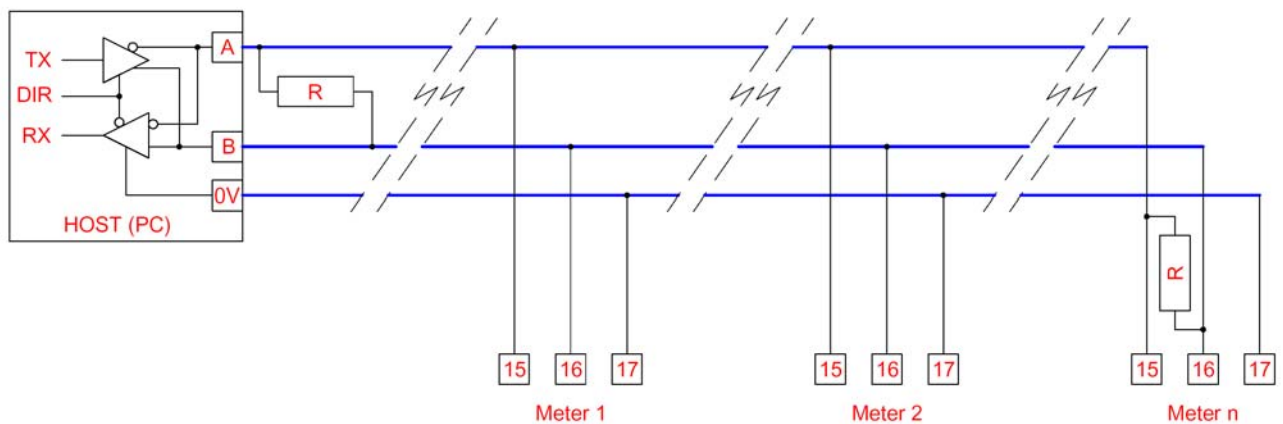 TX
A
DIR
R
RX
B
0V
HOST (PC)
R
15 16 17 15 16 17 15 16 17
Meter 1 Meter 2 Meter n